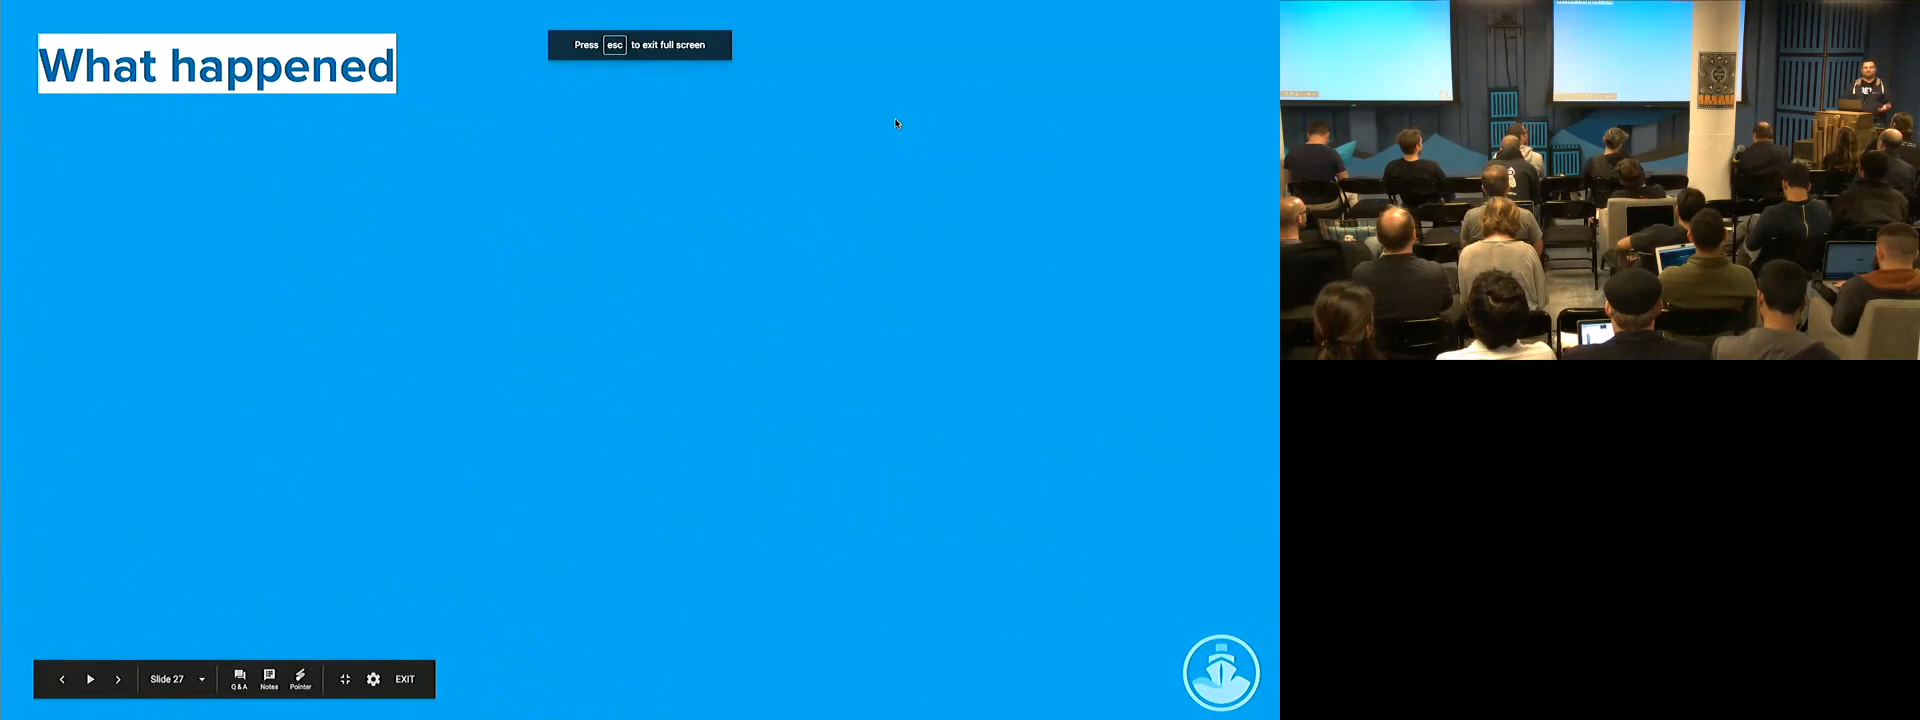 What happened
Press esc to exit full screen
Slide 27
Q & A
Notes
Pointer
EXIT